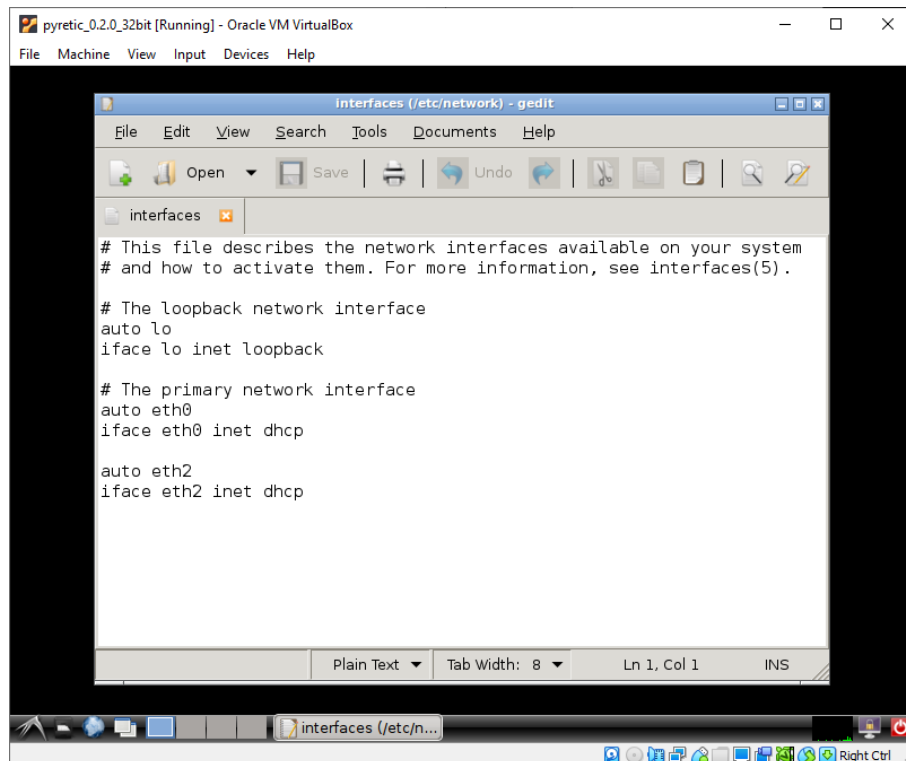 pyretic_0.2.0_32bit [Running] - Oracle VM VirtualBox
File Machine View Input Devices Help
interfaces (/etc/network) - gedit
File Edit View Search Tools Documents Help
Open Save Undo
interfaces
# This file describes the network interfaces available on your system
# and how to activate them. For more information, see interfaces(5).
# The loopback network interface
auto lo
iface lo inet loopback
# The primary network interface
auto eth0
iface eth0 inet dhcp
auto eth2
iface eth2 inet dhcp
Plain Text Tab Width: 8 Ln 1, Col 1 INS
interfaces (/etc/n...
Right Ctrl